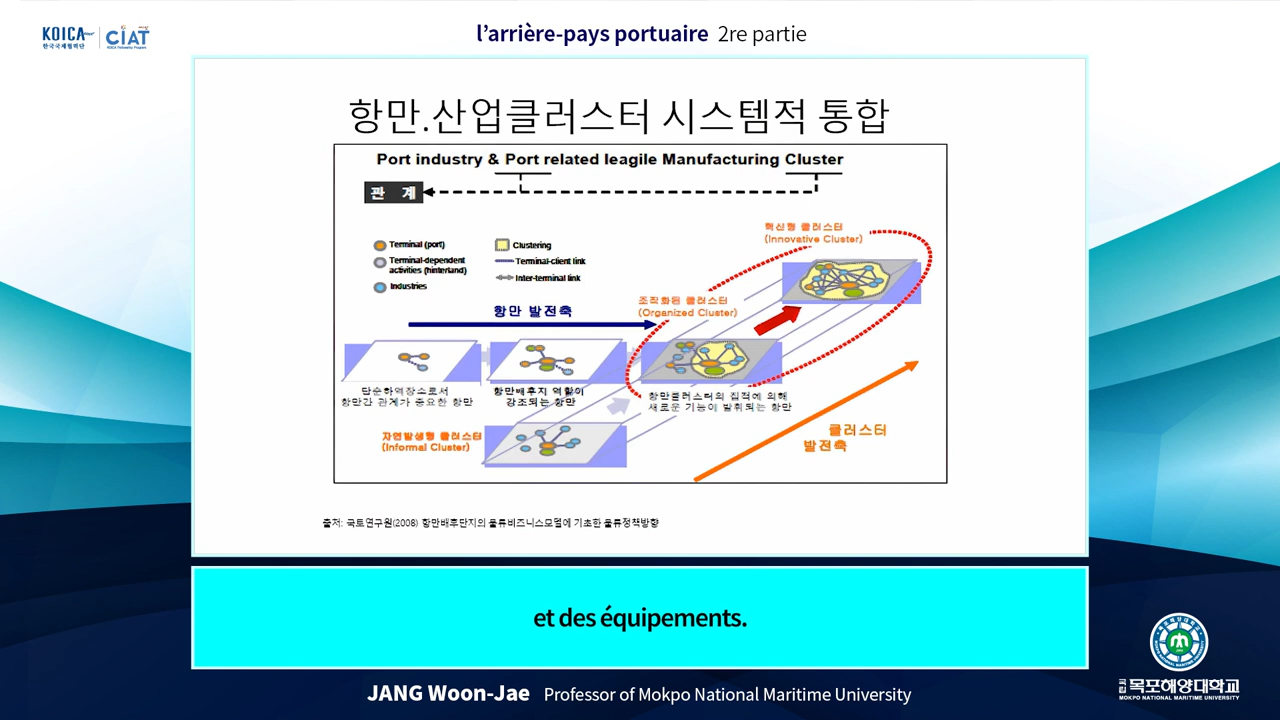 KOICA
한국국제협력단
CIAT
KOICA Fellowship Program
l’arrière-pays portuaire 2re partie
항만.산업클러스터 시스템적 통합
Port industry & Port related leagile Manufacturing Cluster
관 계
혁신형 클러스터
(Innovative Cluster)
Terminal (port)
Clustering
Terminal-dependent
activities (hinterland)
Terminal-client link
Inter-terminal link
Industries
조직화된 클러스터
(Organized Cluster)
항만 발전축
단순하역장소로서
항만간 관계가 중요한 항만
항만배후지 역할이
강조되는 항만
항만클러스터의 집적에 의해
새로운 기능이 발휘되는 항만
자연발생형 클러스터
(Informal Cluster)
클러스터
발전축
출처: 국토연구원(2008) 항만배후단지의 물류비즈니스모델에 기초한 물류정책방향
et des équipements.
JANG Woon-Jae Professor of Mokpo National Maritime University
국립 목포해양대학교
MOKPO NATIONAL MARITIME UNIVERSITY